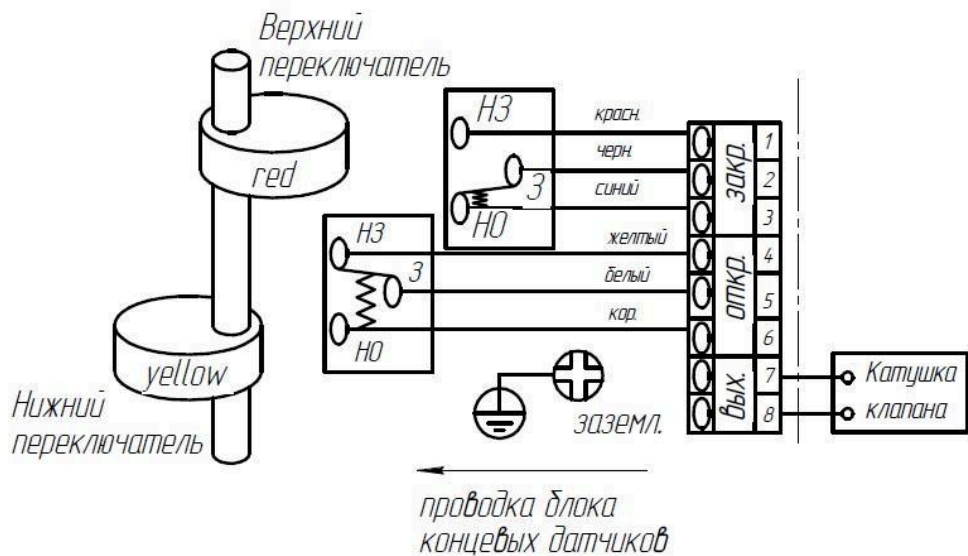 Верхний
переключатель
red
yellow
Нижний
переключатель
НЗ
З
НО
НЗ
З
НО
красн.
черн.
синий
желтый
белый
кор.
закр.
откр.
вых.
1
2
3
4
5
6
7
8
Катушка
клапана
заземл.
проводка блока
концевых датчиков